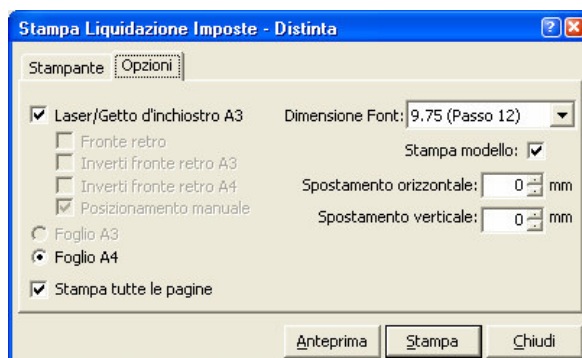 Stampa Liquidazione Imposte - Distinta
Stampante Opzioni
Laser/Getto d'inchiostro A3
Fronte retro
Inverti fronte retro A3
Inverti fronte retro A4
Posizionamento manuale
Foglio A3
Foglio A4
Stampa tutte le pagine
Dimensione Font: 9.75 (Passo 12)
Stampa modello:
Spostamento orizzontale: 0 mm
Spostamento verticale: 0 mm
Anteprima Stampa Chiudi